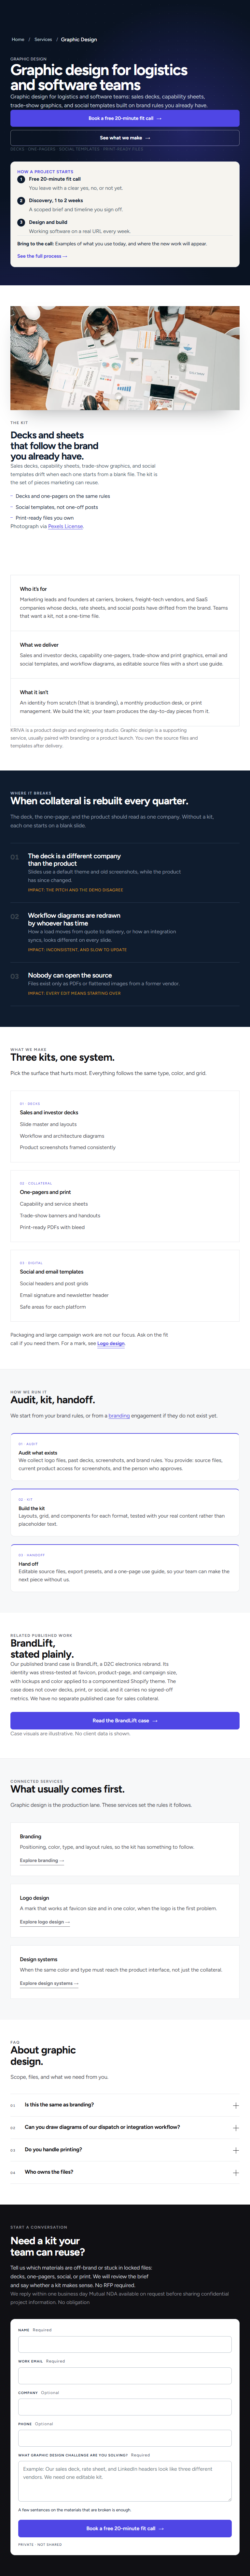 Home / Services / Graphic Design
GRAPHIC DESIGN
Graphic design for logistics
and software teams
Graphic design for logistics teams: sales decks, capability sheets,
trade-show graphics, and social templates built on brand rules you already have.
Book a free 20-minute fit call →
See what we make →
DECKS · ONE-PAGERS · SOCIAL TEMPLATES · PRINT-READY FILES
HOW A PROJECT STARTS
1 Free 20-minute fit call
You leave with a clear yes, no, or not yet.
2 Discovery, 1 to 2 weeks
A scoped brief and timeline you sign off.
3 Design and build
Working software on a real URL every week.
Bring to the call: Examples of what you use today, and where the new work will appear.
See the full process →
THE KIT
Decks and sheets
that follow the brand
you already have.
Sales decks, capability sheets, trade-show graphics, and social templates
drift when each one starts from a blank file. The kit is
the set of pieces marketing can reuse.
– Decks and one-pagers on the same rules
– Social templates, not one-off posts
– Print-ready files you own
Photograph via Pexels License.
Who it's for
Marketing leads and founders at carriers, brokers, freight-tech vendors, and SaaS
companies whose decks, rate sheets, and social posts have drifted from the brand. Teams
that want a kit, not a one-time file.
What we deliver
Sales and investor decks, capability one-pagers, trade-show and print graphics, email and
social templates, and workflow diagrams, as editable source files with a short use guide.
What it isn't
An identity from scratch (that is branding), a monthly production desk, or print
management. We build the kit; your team produces the day-to-day pieces from it.
KRIVA is a product design and engineering studio. Graphic design is a supporting
service, usually paired with branding or a product launch. You own the source files and
templates after delivery.
WHERE IT BREAKS
When collateral is rebuilt every quarter.
The deck, the one-pager, and the product should read as one company. Without a kit,
each one starts on a blank slide.
01 The deck is a different company
than the product
Slides use a default theme and old screenshots, while the product
has since changed.
IMPACT: THE PITCH AND THE DEMO DISAGREE
02 Workflow diagrams are redrawn
by whoever has time
How a load moves from quote to delivery, or how an integration
syncs, looks different on every slide.
IMPACT: INCONSISTENT, AND SLOW TO UPDATE
03 Nobody can open the source
Files exist only as PDFs or flattened images from a former vendor.
IMPACT: EVERY EDIT MEANS STARTING OVER
WHAT WE MAKE
Three kits, one system.
Pick the surface that hurts most. Everything follows the same type, color, and grid.
01 · DECKS
Sales and investor decks
Slide master and layouts
Workflow and architecture diagrams
Product screenshots framed consistently
02 · COLLATERAL
One-pagers and print
Capability and service sheets
Trade-show banners and handouts
Print-ready PDFs with bleed
03 · DIGITAL
Social and email templates
Social headers and post grids
Email signature and newsletter header
Safe areas for each platform
Packaging and large campaign work are not our focus. Ask on the fit
call if you need them. For a mark, see Logo design.
HOW WE RUN IT
Audit, kit, handoff.
We start from your brand rules, or from a branding engagement if they do not exist yet.
01 · AUDIT
Audit what exists
We collect logo files, past decks, screenshots, and brand rules. You provide: source files,
current product access for screenshots, and the person who approves.
02 · KIT
Build the kit
Layouts, grid, and components for each format, tested with your real content rather than
placeholder text.
03 · HANDOFF
Hand off
Editable source files, export presets, and a one-page use guide, so your team can make the
next piece without us.
RELATED PUBLISHED WORK
BrandLift,
stated plainly.
Our published brand case is BrandLift, a D2C electronics rebrand. Its
identity was stress-tested at favicon, product-page, and campaign size,
with lockups and color applied to a componentized Shopify theme. The
case does not cover decks, print, or social, and it carries no signed-off
metrics. We have no separate published case for sales collateral.
Read the BrandLift case →
Case visuals are illustrative. No client data is shown.
CONNECTED SERVICES
What usually comes first.
Graphic design is the production lane. These services set the rules it follows.
Branding
Positioning, color, type, and layout rules, so the kit has something to follow.
Explore branding →
Logo design
A mark that works at favicon size and in one color, when the logo is the first problem.
Explore logo design →
Design systems
When the same color and type must reach the product interface, not just the collateral.
Explore design systems →
FAQ
About graphic
design.
Scope, files, and what we need from you.
01 Is this the same as branding?
02 Can you draw diagrams of our dispatch or integration workflow?
03 Do you handle printing?
04 Who owns the files?
START A CONVERSATION
Need a kit your
team can reuse?
Tell us which materials are off-brand or stuck in locked files:
decks, one-pagers, social, or print. We will review the brief
and say whether a kit makes sense. No RFP required.
We reply within one business day. Mutual NDA available on request before sharing confidential
project information. No obligation
NAME Required
WORK EMAIL Required
COMPANY Optional
PHONE Optional
WHAT GRAPHIC DESIGN CHALLENGE ARE YOU SOLVING? Required
Example: Our sales deck, rate sheet, and LinkedIn headers look like three different
vendors. We need one editable kit.
A few sentences on the materials that are broken is enough.
Book a free 20-minute fit call →
PRIVATE · NOT SHARED